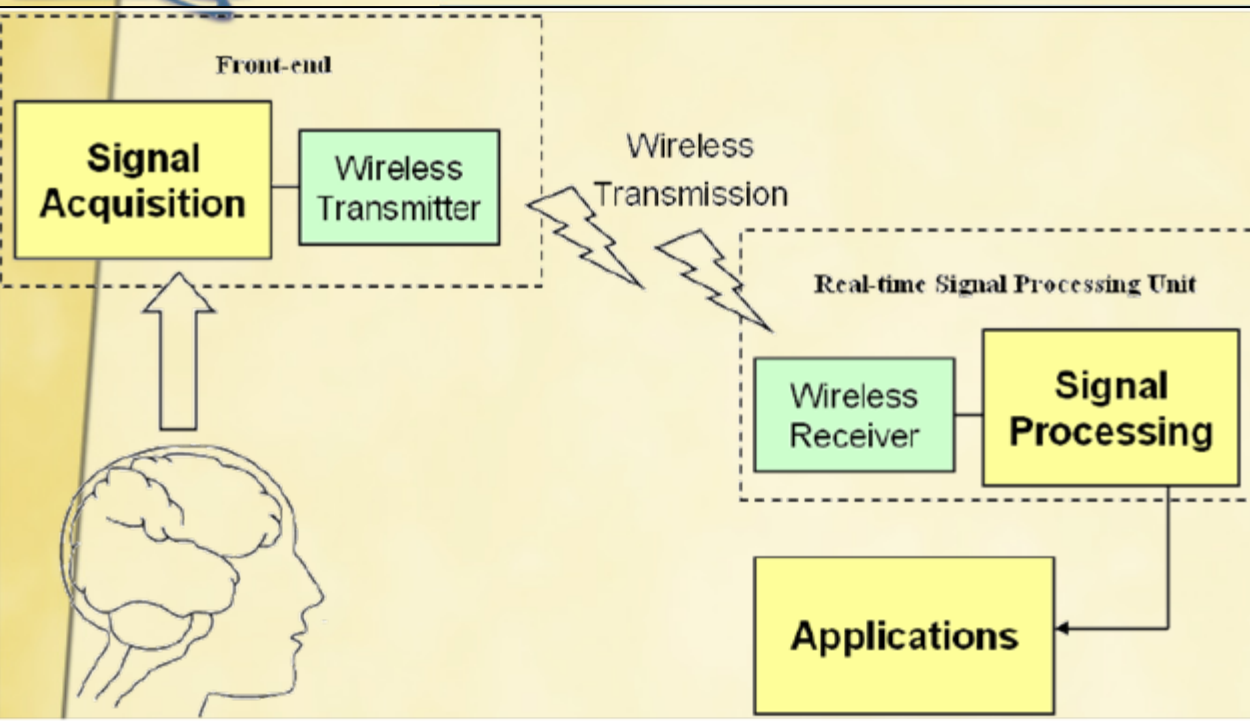 Front-end
Signal
Acquisition
Wireless
Transmitter
Wireless
Transmission
Real-time Signal Processing Unit
Wireless
Receiver
Signal
Processing
Applications